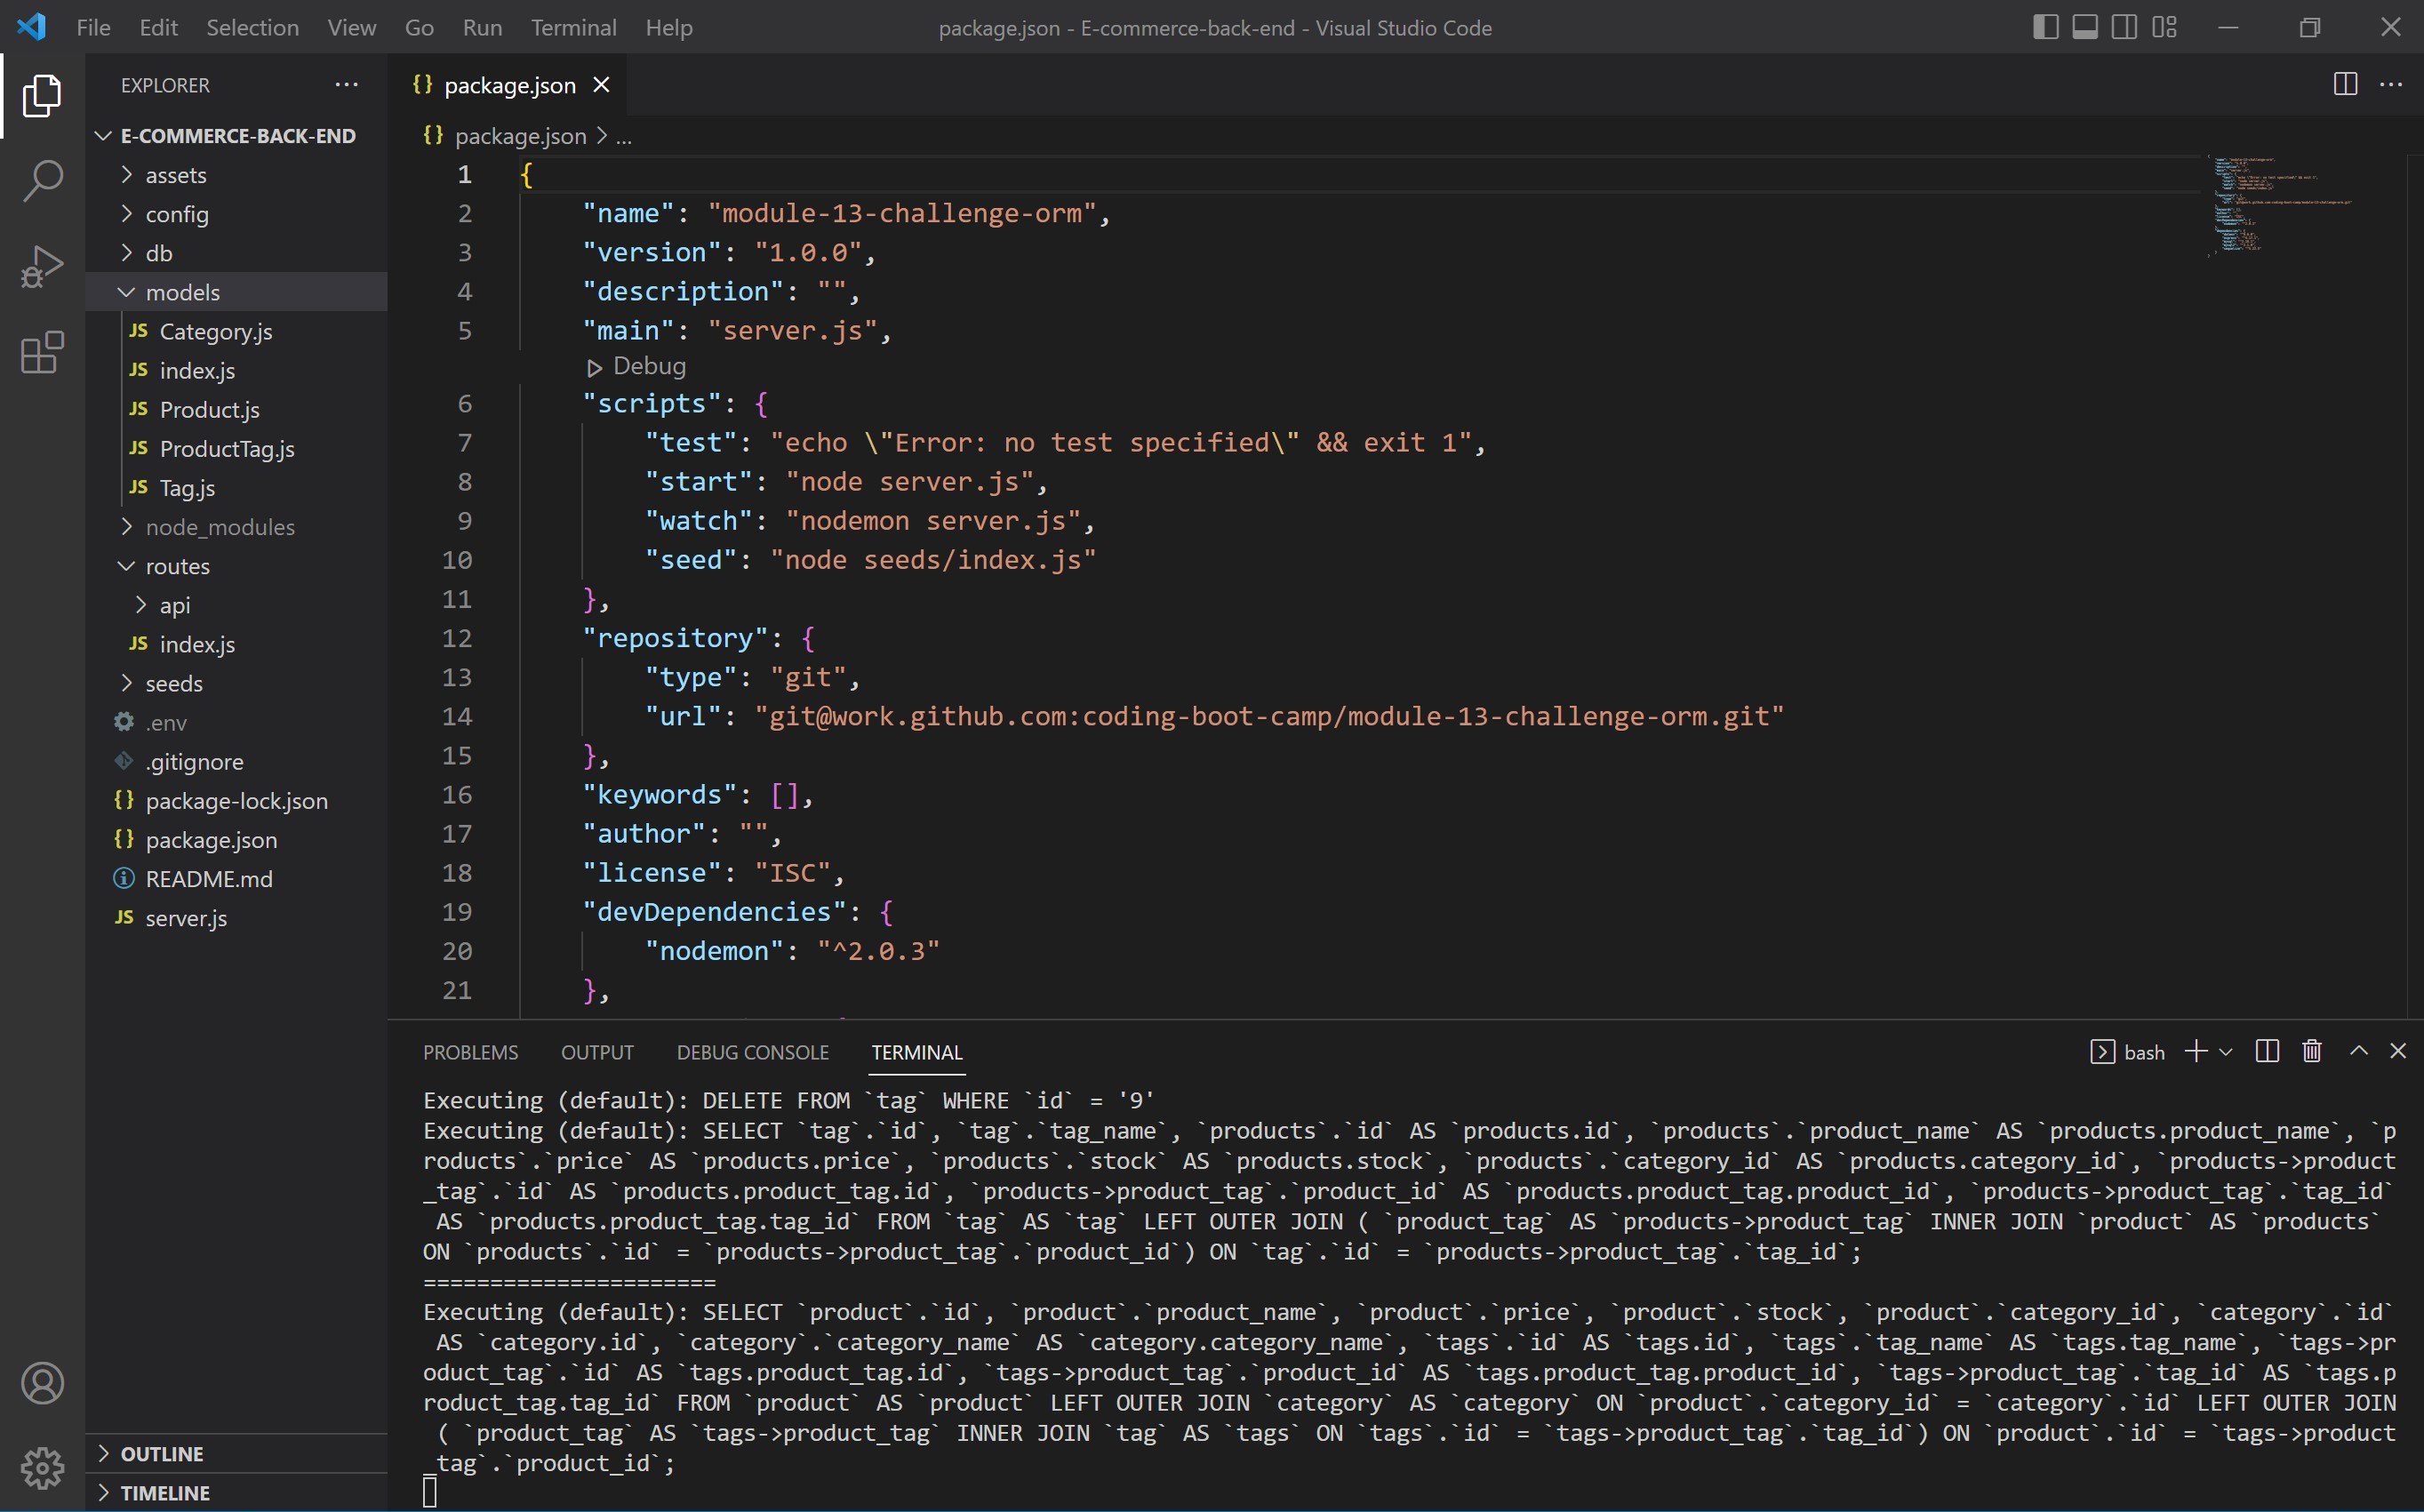 File Edit Selection View Go Run Terminal Help package.json - E-commerce-back-end - Visual Studio Code
EXPLORER
E-COMMERCE-BACK-END
assets
config
db
models
JS Category.js
JS index.js
JS Product.js
JS ProductTag.js
JS Tag.js
node_modules
routes
api
JS index.js
seeds
.env
.gitignore
{} package-lock.json
{} package.json
README.md
JS server.js
OUTLINE
TIMELINE
{} package.json
{} package.json > ...
1 {
2 "name": "module-13-challenge-orm",
3 "version": "1.0.0",
4 "description": "",
5 "main": "server.js",
Debug
6 "scripts": {
7 "test": "echo \"Error: no test specified\" && exit 1",
8 "start": "node server.js",
9 "watch": "nodemon server.js",
10 "seed": "node seeds/index.js"
11 },
12 "repository": {
13 "type": "git",
14 "url": "git@work.github.com:coding-boot-camp/module-13-challenge-orm.git"
15 },
16 "keywords": [],
17 "author": "",
18 "license": "ISC",
19 "devDependencies": {
20 "nodemon": "^2.0.3"
21 },
PROBLEMS OUTPUT DEBUG CONSOLE TERMINAL bash
Executing (default): DELETE FROM `tag` WHERE `id` = '9'
Executing (default): SELECT `tag`.`id`, `tag`.`tag_name`, `products`.`id` AS `products.id`, `products`.`product_name` AS `products.product_name`, `p
roducts`.`price` AS `products.price`, `products`.`stock` AS `products.stock`, `products`.`category_id` AS `products.category_id`, `products->product
_tag`.`id` AS `products.product_tag.id`, `products->product_tag`.`product_id` AS `products.product_tag.product_id`, `products->product_tag`.`tag_id`
AS `products.product_tag.tag_id` FROM `tag` AS `tag` LEFT OUTER JOIN ( `product_tag` AS `products->product_tag` INNER JOIN `product` AS `products`
ON `products`.`id` = `products->product_tag`.`product_id`) ON `tag`.`id` = `products->product_tag`.`tag_id`;
======================
Executing (default): SELECT `product`.`id`, `product`.`product_name`, `product`.`price`, `product`.`stock`, `product`.`category_id`, `category`.`id`
AS `category.id`, `category`.`category_name` AS `category.category_name`, `tags`.`id` AS `tags.id`, `tags`.`tag_name` AS `tags.tag_name`, `tags->pr
oduct_tag`.`id` AS `tags.product_tag.id`, `tags->product_tag`.`product_id` AS `tags.product_tag.product_id`, `tags->product_tag`.`tag_id` AS `tags.p
roduct_tag.tag_id` FROM `product` AS `product` LEFT OUTER JOIN `category` AS `category` ON `product`.`category_id` = `category`.`id` LEFT OUTER JOIN
( `product_tag` AS `tags->product_tag` INNER JOIN `tag` AS `tags` ON `tags`.`id` = `tags->product_tag`.`tag_id`) ON `product`.`id` = `tags->product
_tag`.`product_id`;